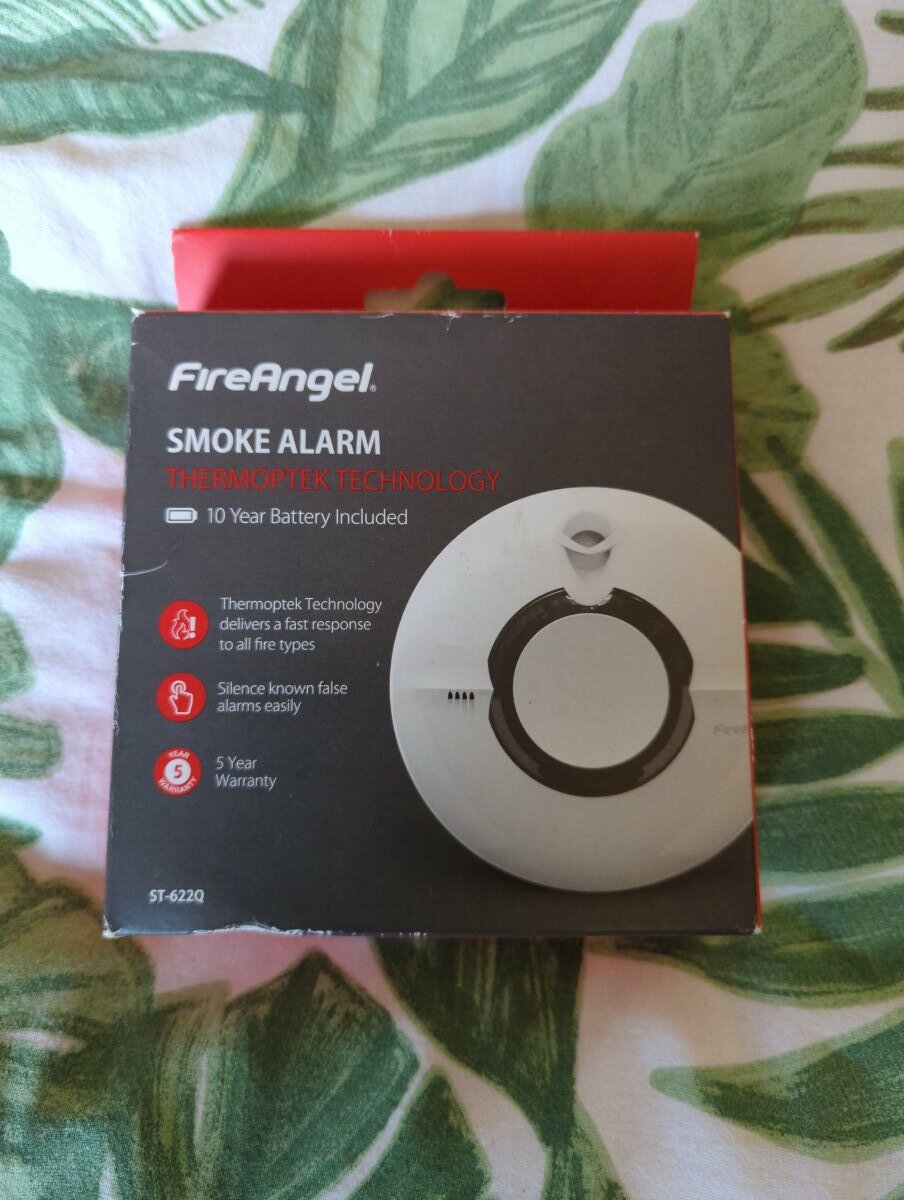 FireAngel®
SMOKE ALARM
THERMOPTEK TECHNOLOGY
10 Year Battery Included
Thermoptek Technology
delivers a fast response
to all fire types
Silence known false
alarms easily
YEAR
5
WARRANTY
5 Year
Warranty
ST-622Q